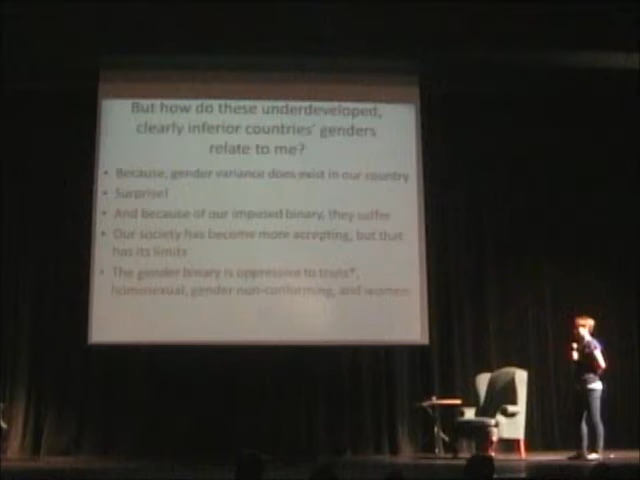 But how do these underdeveloped,
clearly inferior countries' genders
relate to me?
• Because, gender variance does exist in our country
• Surprise!
• And because of our imposed binary, they suffer
• Our society has become more accepting, but that
has its limits
• The gender binary is oppressive to trans*,
homosexual, gender non-conforming, and women